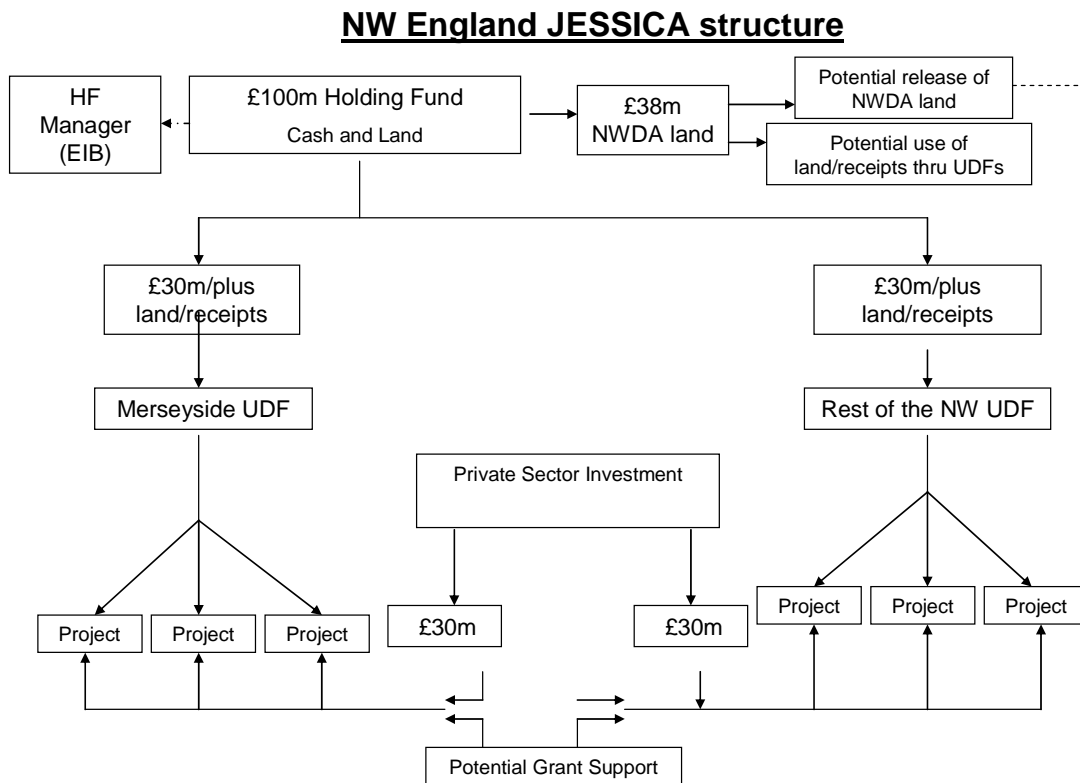 NW England JESSICA structure
HF
Manager
(EIB)
£100m Holding Fund
Cash and Land
£38m
NWDA land
Potential release of
NWDA land
Potential use of
land/receipts thru UDFs
£30m/plus
land/receipts
£30m/plus
land/receipts
Merseyside UDF
Rest of the NW UDF
Private Sector Investment
Project
Project
Project
£30m
£30m
Project
Project
Project
Potential Grant Support